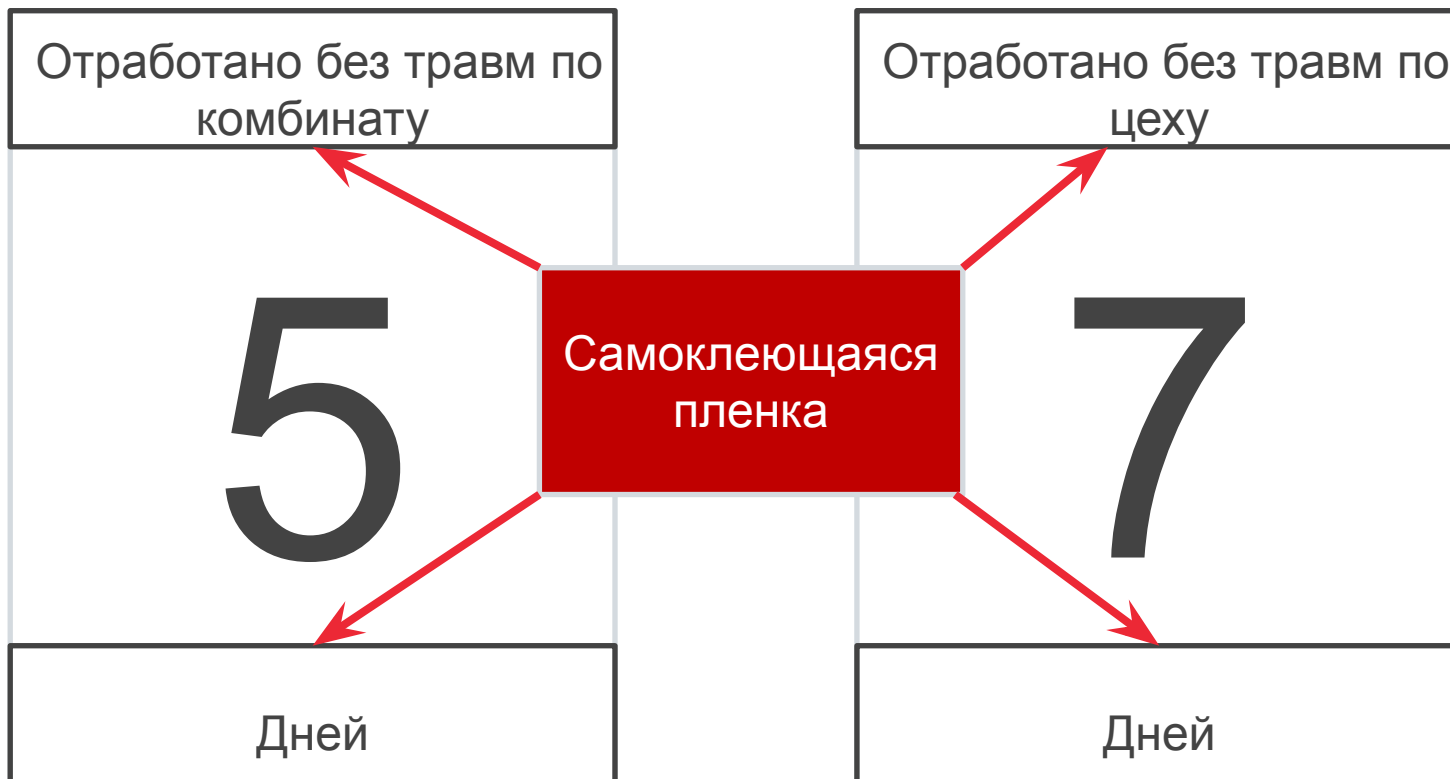 Отработано без травм по
комбинату
Отработано без травм по
цеху
5
Самоклеющаяся
пленка
7
Дней
Дней